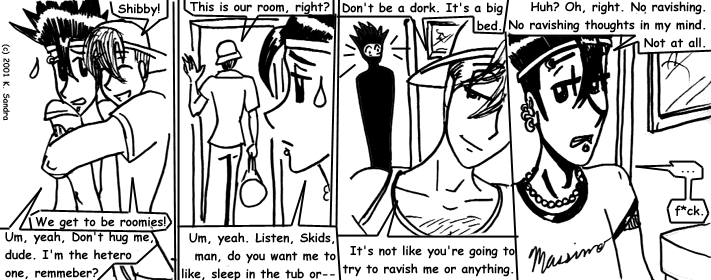 (c) 2001 K. Sandra
Shibby!
We get to be roomies!
Um, yeah, Don't hug me,
dude. I'm the hetero
one, remmeber?
This is our room, right?
Um, yeah. Listen, Skids,
man, do you want me to
like, sleep in the tub or--
Don't be a dork. It's a big
bed.
It's not like you're going to
try to ravish me or anything.
Huh? Oh, right. No ravishing.
No ravishing thoughts in my mind.
Not at all.
...
f*ck.
Massimo